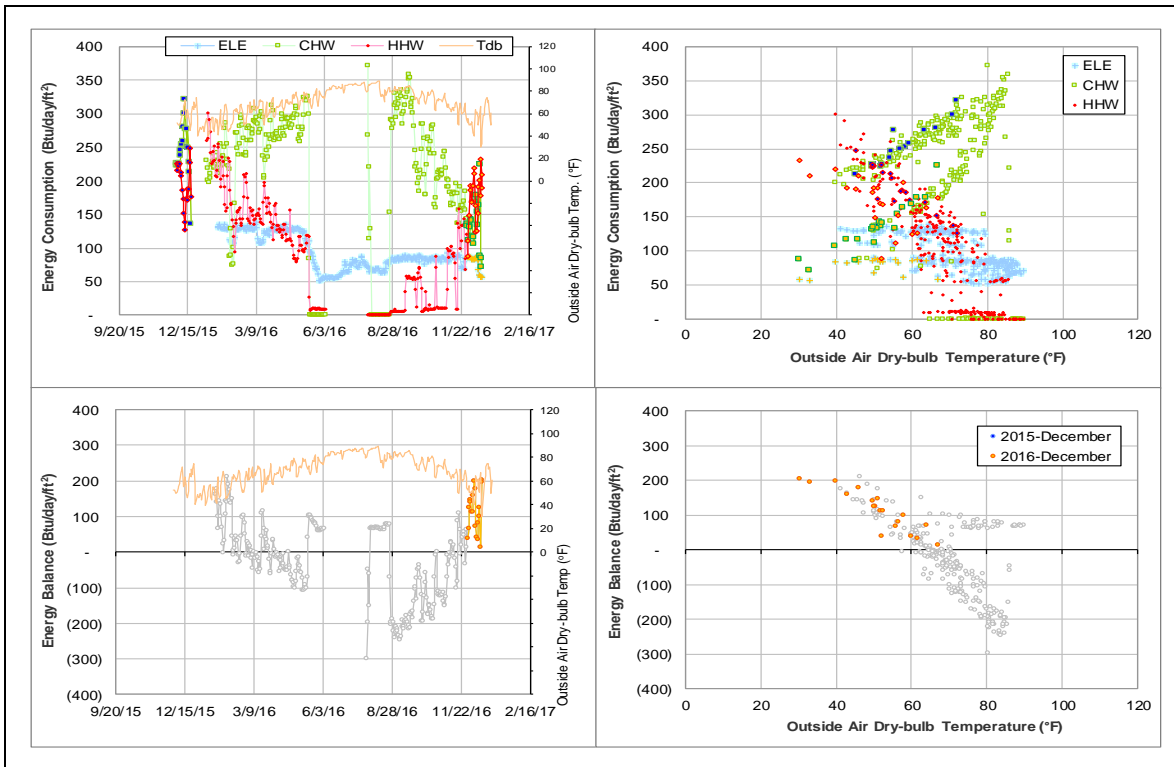 ELE CHW HHW Tdb
Energy Consumption (Btu/day/ft²)
400
350
300
250
200
150
100
50
-
120
100
80
60
40
20
0
Outside Air Dry-bulb Temp. (°F)
9/20/15 12/15/15 3/9/16 6/3/16 8/28/16 11/22/16 2/16/17
Energy Consumption (Btu/day/ft²)
400
350
300
250
200
150
100
50
-
ELE
CHW
HHW
0 20 40 60 80 100 120
Outside Air Dry-bulb Temperature (°F)
Energy Balance (Btu/day/ft²)
400
300
200
100
-
(100)
(200)
(300)
(400)
120
100
80
60
40
20
0
Outside Air Dry-bulb Temp (°F)
9/20/15 12/15/15 3/9/16 6/3/16 8/28/16 11/22/16 2/16/17
Energy Balance (Btu/day/ft²)
400
300
200
100
-
(100)
(200)
(300)
(400)
2015-December
2016-December
0 20 40 60 80 100 120
Outside Air Dry-bulb Temperature (°F)